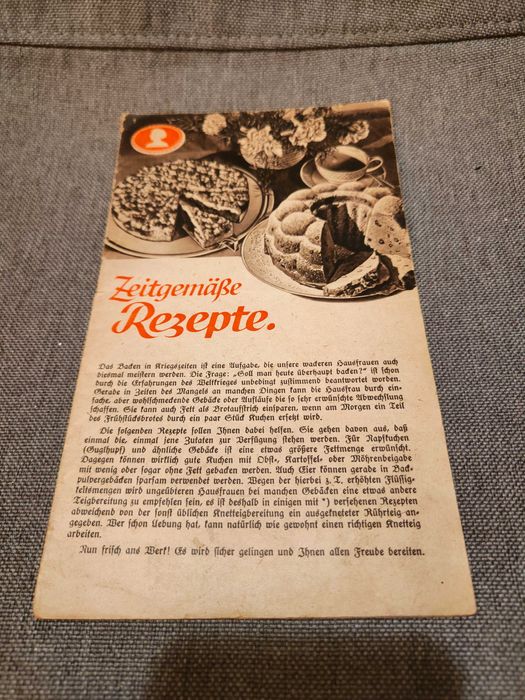 Zeitgemäße
Rezepte.
Das Backen in Kriegszeiten ist eine Aufgabe, die unsere wackeren Hausfrauen auch
diesmal meistern werden. Die Frage: „Soll man heute überhaupt backen?“ ist schon
durch die Erfahrungen des Weltkrieges unbedingt zustimmend beantwortet worden.
Gerade in Zeiten des Mangels an manchen Dingen kann die Hausfrau durch ein-
fache, aber wohlschmeckende Gebäcke oder Aufläufe die so sehr erwünschte Abwechslung
schaffen. Sie kann auch Fett als Brotaufstrich einsparen, wenn am Morgen ein Teil
des Frühstücksbrotes durch ein paar Stück Kuchen ersetzt wird.
Die folgenden Rezepte sollen Ihnen dabei helfen. Sie gehen davon aus, daß
einmal die, einmal jene Zutaten zur Verfügung stehen werden. Für Napfkuchen
(Guglhupf) und ähnliche Gebäcke ist eine etwas größere Fettmenge erwünscht.
Dagegen können wirklich gute Kuchen mit Obst-, Kartoffel- oder Möhrenbeigabe
mit wenig oder sogar ohne Fett gebacken werden. Auch Eier können gerade in Back-
pulvergebäcken sparsam verwendet werden. Wegen der hierbei z. T. erhöhten Flüssig-
keitsmengen wird ungeübteren Hausfrauen bei manchen Gebäcken eine etwas andere
Teigbereitung zu empfehlen sein, es ist deshalb in einigen mit *) versehenen Rezepten
abweichend von der sonst üblichen Knetteigbereitung ein ausgekneteter Rührteig an-
gegeben. Wer schon Uebung hat, kann natürlich wie gewohnt einen richtigen Knetteig
arbeiten.
Nun frisch ans Werk! Es wird sicher gelingen und Ihnen allen Freude bereiten.